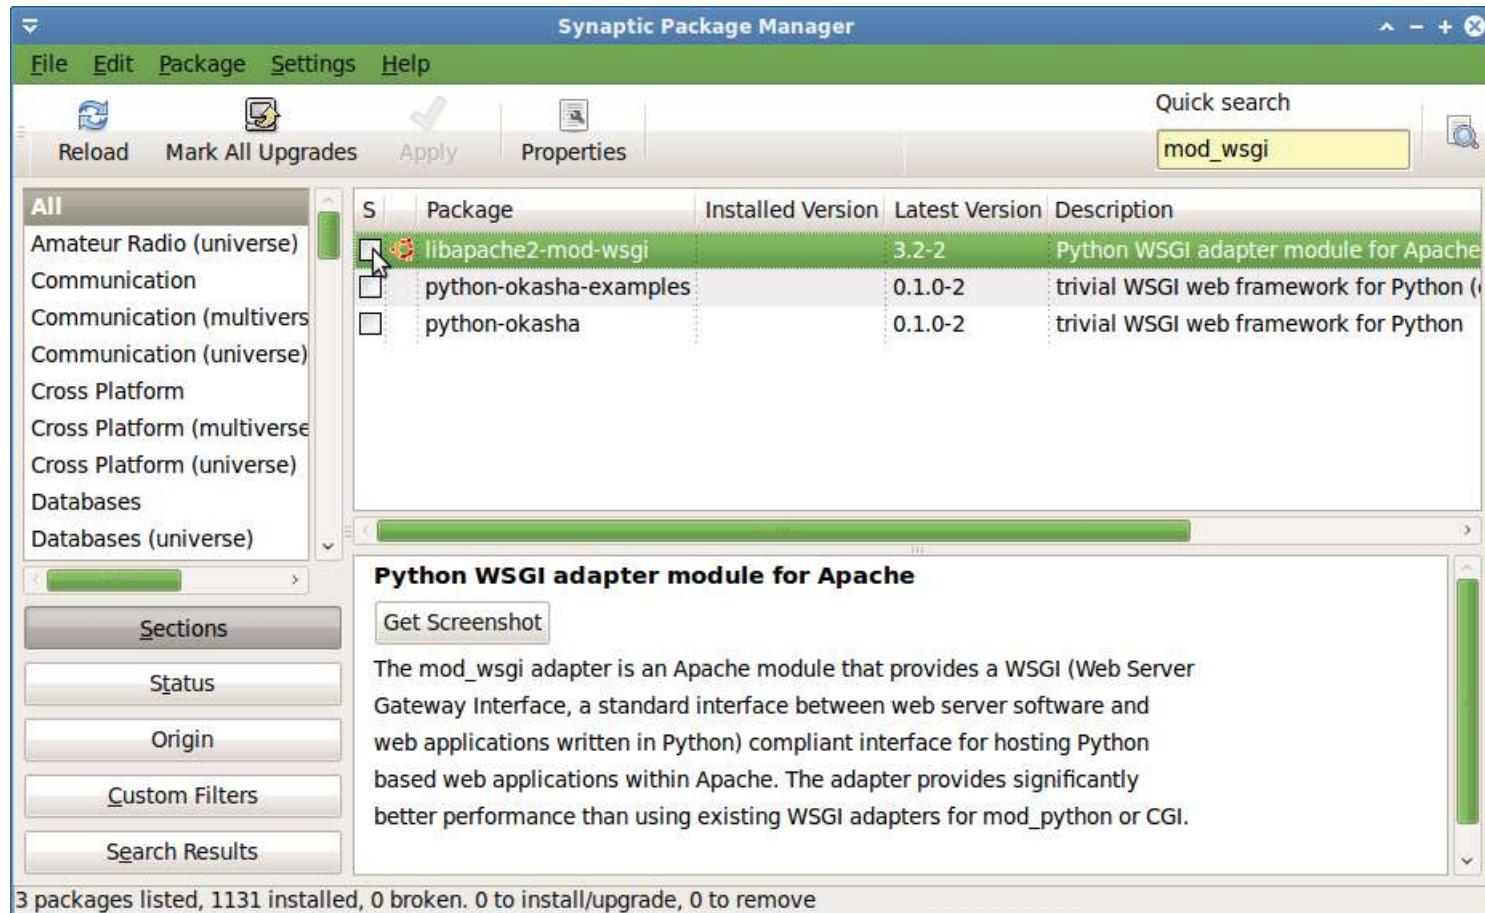 Synaptic Package Manager
File Edit Package Settings Help
Quick search
Reload Mark All Upgrades Apply Properties mod_wsgi
All
S Package Installed Version Latest Version Description
Amateur Radio (universe) libapache2-mod-wsgi 3.2-2 Python WSGI adapter module for Apache
Communication python-okasha-examples 0.1.0-2 trivial WSGI web framework for Python (
Communication (multivers python-okasha 0.1.0-2 trivial WSGI web framework for Python
Communication (universe)
Cross Platform
Cross Platform (multiverse
Cross Platform (universe)
Databases
Databases (universe)
Python WSGI adapter module for Apache
Get Screenshot
Sections
The mod_wsgi adapter is an Apache module that provides a WSGI (Web Server
Status
Gateway Interface, a standard interface between web server software and
Origin
web applications written in Python) compliant interface for hosting Python
based web applications within Apache. The adapter provides significantly
Custom Filters
better performance than using existing WSGI adapters for mod_python or CGI.
Search Results
3 packages listed, 1131 installed, 0 broken. 0 to install/upgrade, 0 to remove